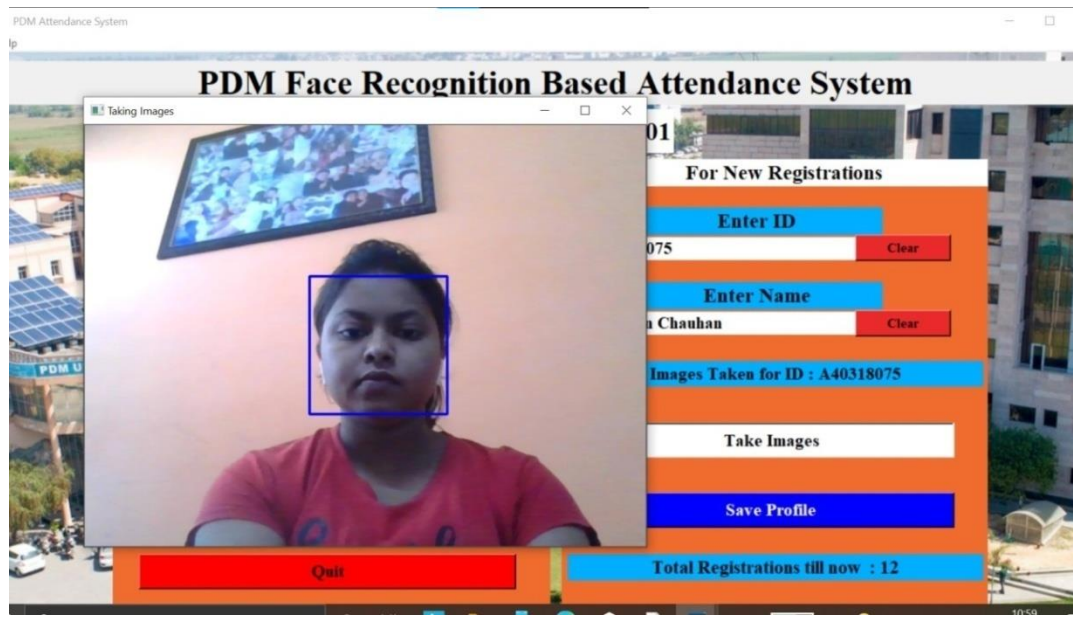 PDM Attendance System
lp
PDM Face Recognition Based Attendance System
Taking Images
01
For New Registrations
Enter ID
075
Clear
Enter Name
n Chauhan
Clear
PDM U
Images Taken for ID : A40318075
Take Images
Save Profile
Quit
Total Registrations till now : 12
10:59